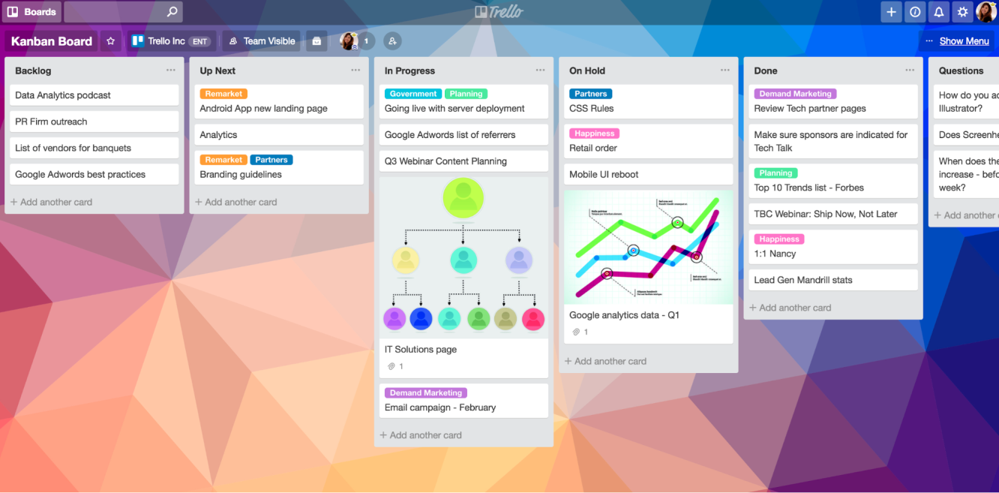 Boards
Trello
Kanban Board
Trello Inc ENT
Team Visible
1
Show Menu
Backlog
Data Analytics podcast
PR Firm outreach
List of vendors for banquets
Google Adwords best practices
+ Add another card
Up Next
Remarket
Android App new landing page
Analytics
Remarket Partners
Branding guidelines
+ Add another card
In Progress
Government Planning
Going live with server deployment
Google Adwords list of referrers
Q3 Webinar Content Planning
IT Solutions page
1
Demand Marketing
Email campaign - February
+ Add another card
On Hold
Partners
CSS Rules
Happiness
Retail order
Mobile UI reboot
Google analytics data - Q1
1
+ Add another card
Done
Demand Marketing
Review Tech partner pages
Make sure sponsors are indicated for
Tech Talk
Planning
Top 10 Trends list - Forbes
TBC Webinar: Ship Now, Not Later
Happiness
1:1 Nancy
Lead Gen Mandrill stats
+ Add another card
Questions
How do you
Illustrator?
Does
When does the
increase -
week?
+ Add another